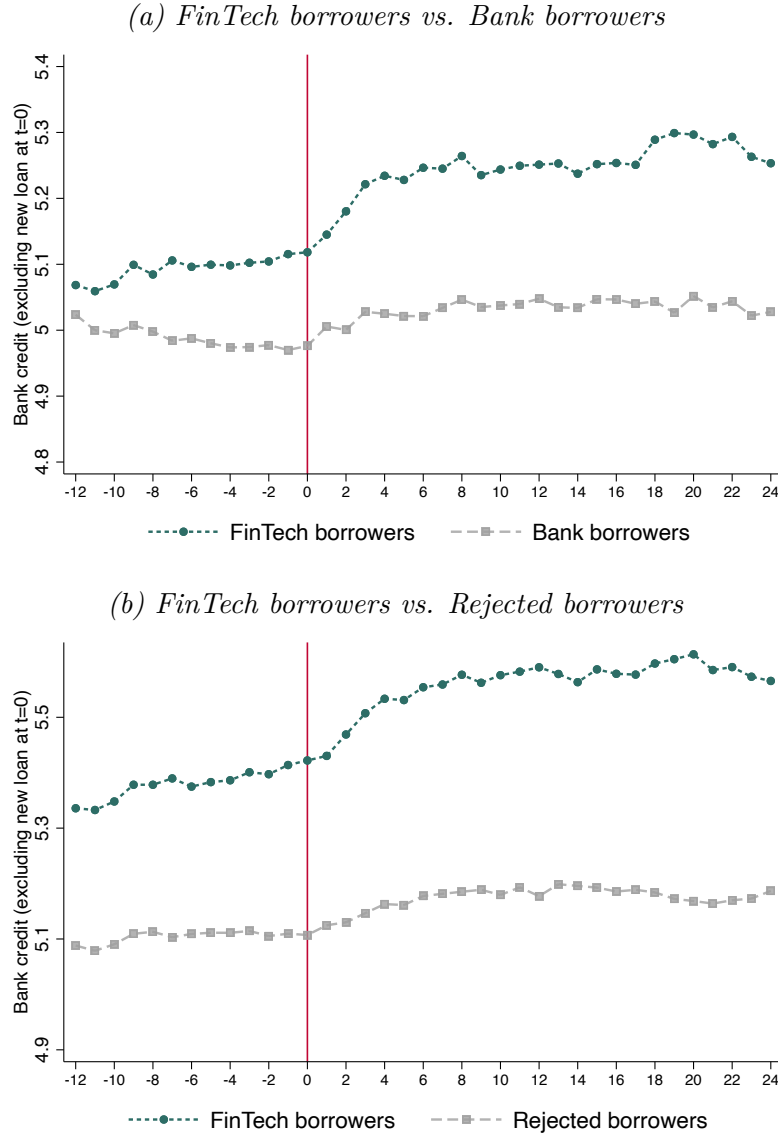 (a) FinTech borrowers vs. Bank borrowers
Bank credit (excluding new loan at t=0)
5.4
5.3
5.2
5.1
5
4.9
4.8
-12 -10 -8 -6 -4 -2 0 2 4 6 8 10 12 14 16 18 20 22 24
FinTech borrowers Bank borrowers
(b) FinTech borrowers vs. Rejected borrowers
Bank credit (excluding new loan at t=0)
5.5
5.3
5.1
4.9
-12 -10 -8 -6 -4 -2 0 2 4 6 8 10 12 14 16 18 20 22 24
FinTech borrowers Rejected borrowers